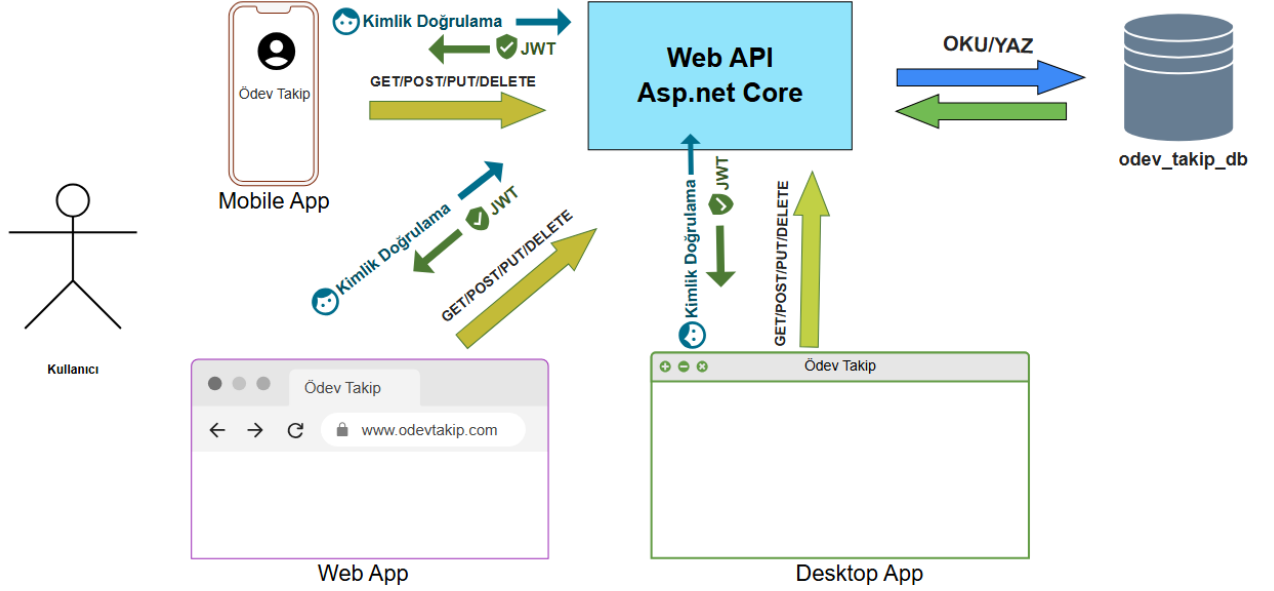 Kimlik Doğrulama
JWT
Ödev Takip
GET/POST/PUT/DELETE
Mobile App
Web API
Asp.net Core
OKU/YAZ
odev_takip_db
Kimlik Doğrulama
JWT
GET/POST/PUT/DELETE
Kimlik Doğrulama
JWT
GET/POST/PUT/DELETE
Kullanıcı
Ödev Takip
www.odevtakip.com
Web App
Ödev Takip
Desktop App